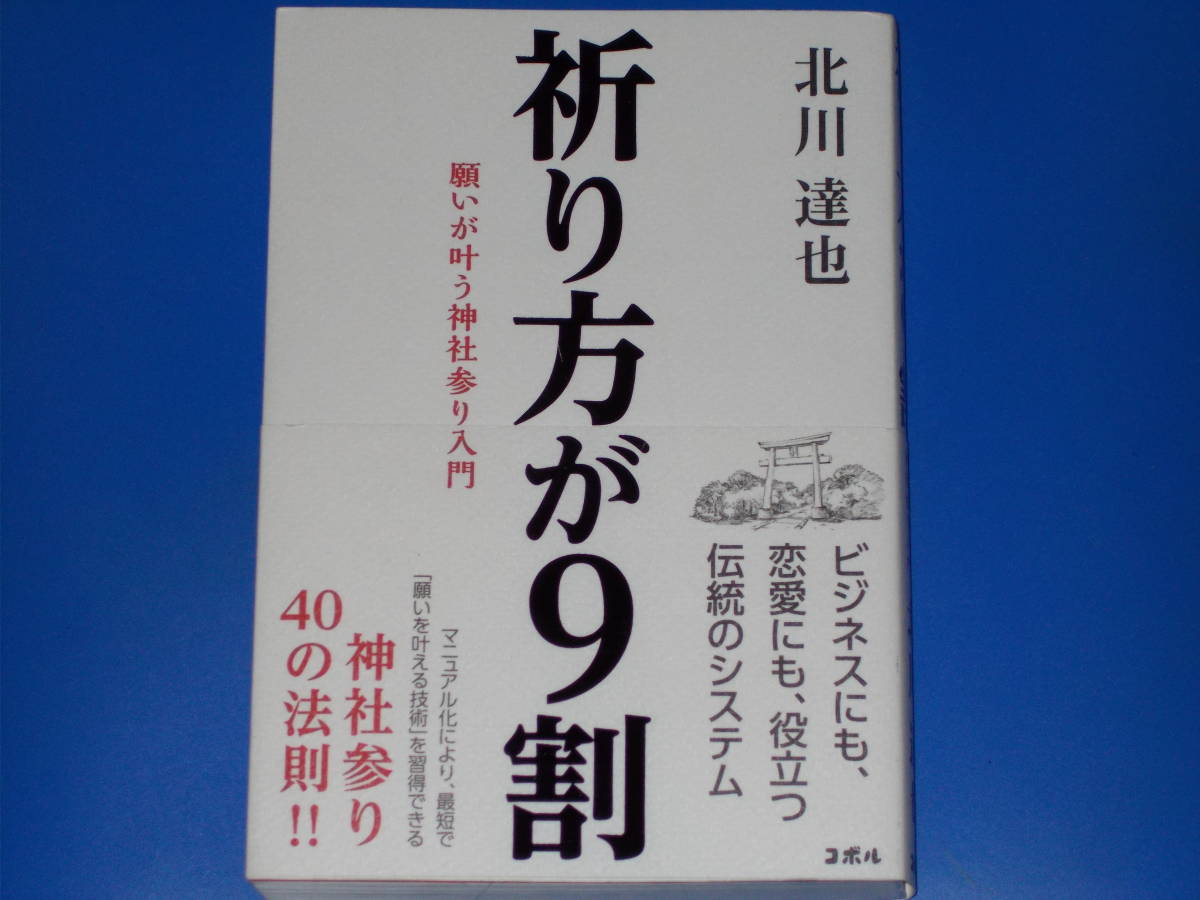 北川 達也
祈り方が9割
願いが叶う神社参り入門
ビジネスにも、
恋愛にも、役立つ
伝統のシステム
マニュアル化により、最短で
「願いを叶える技術」を習得できる
神社参り
40の法則!!
コボル